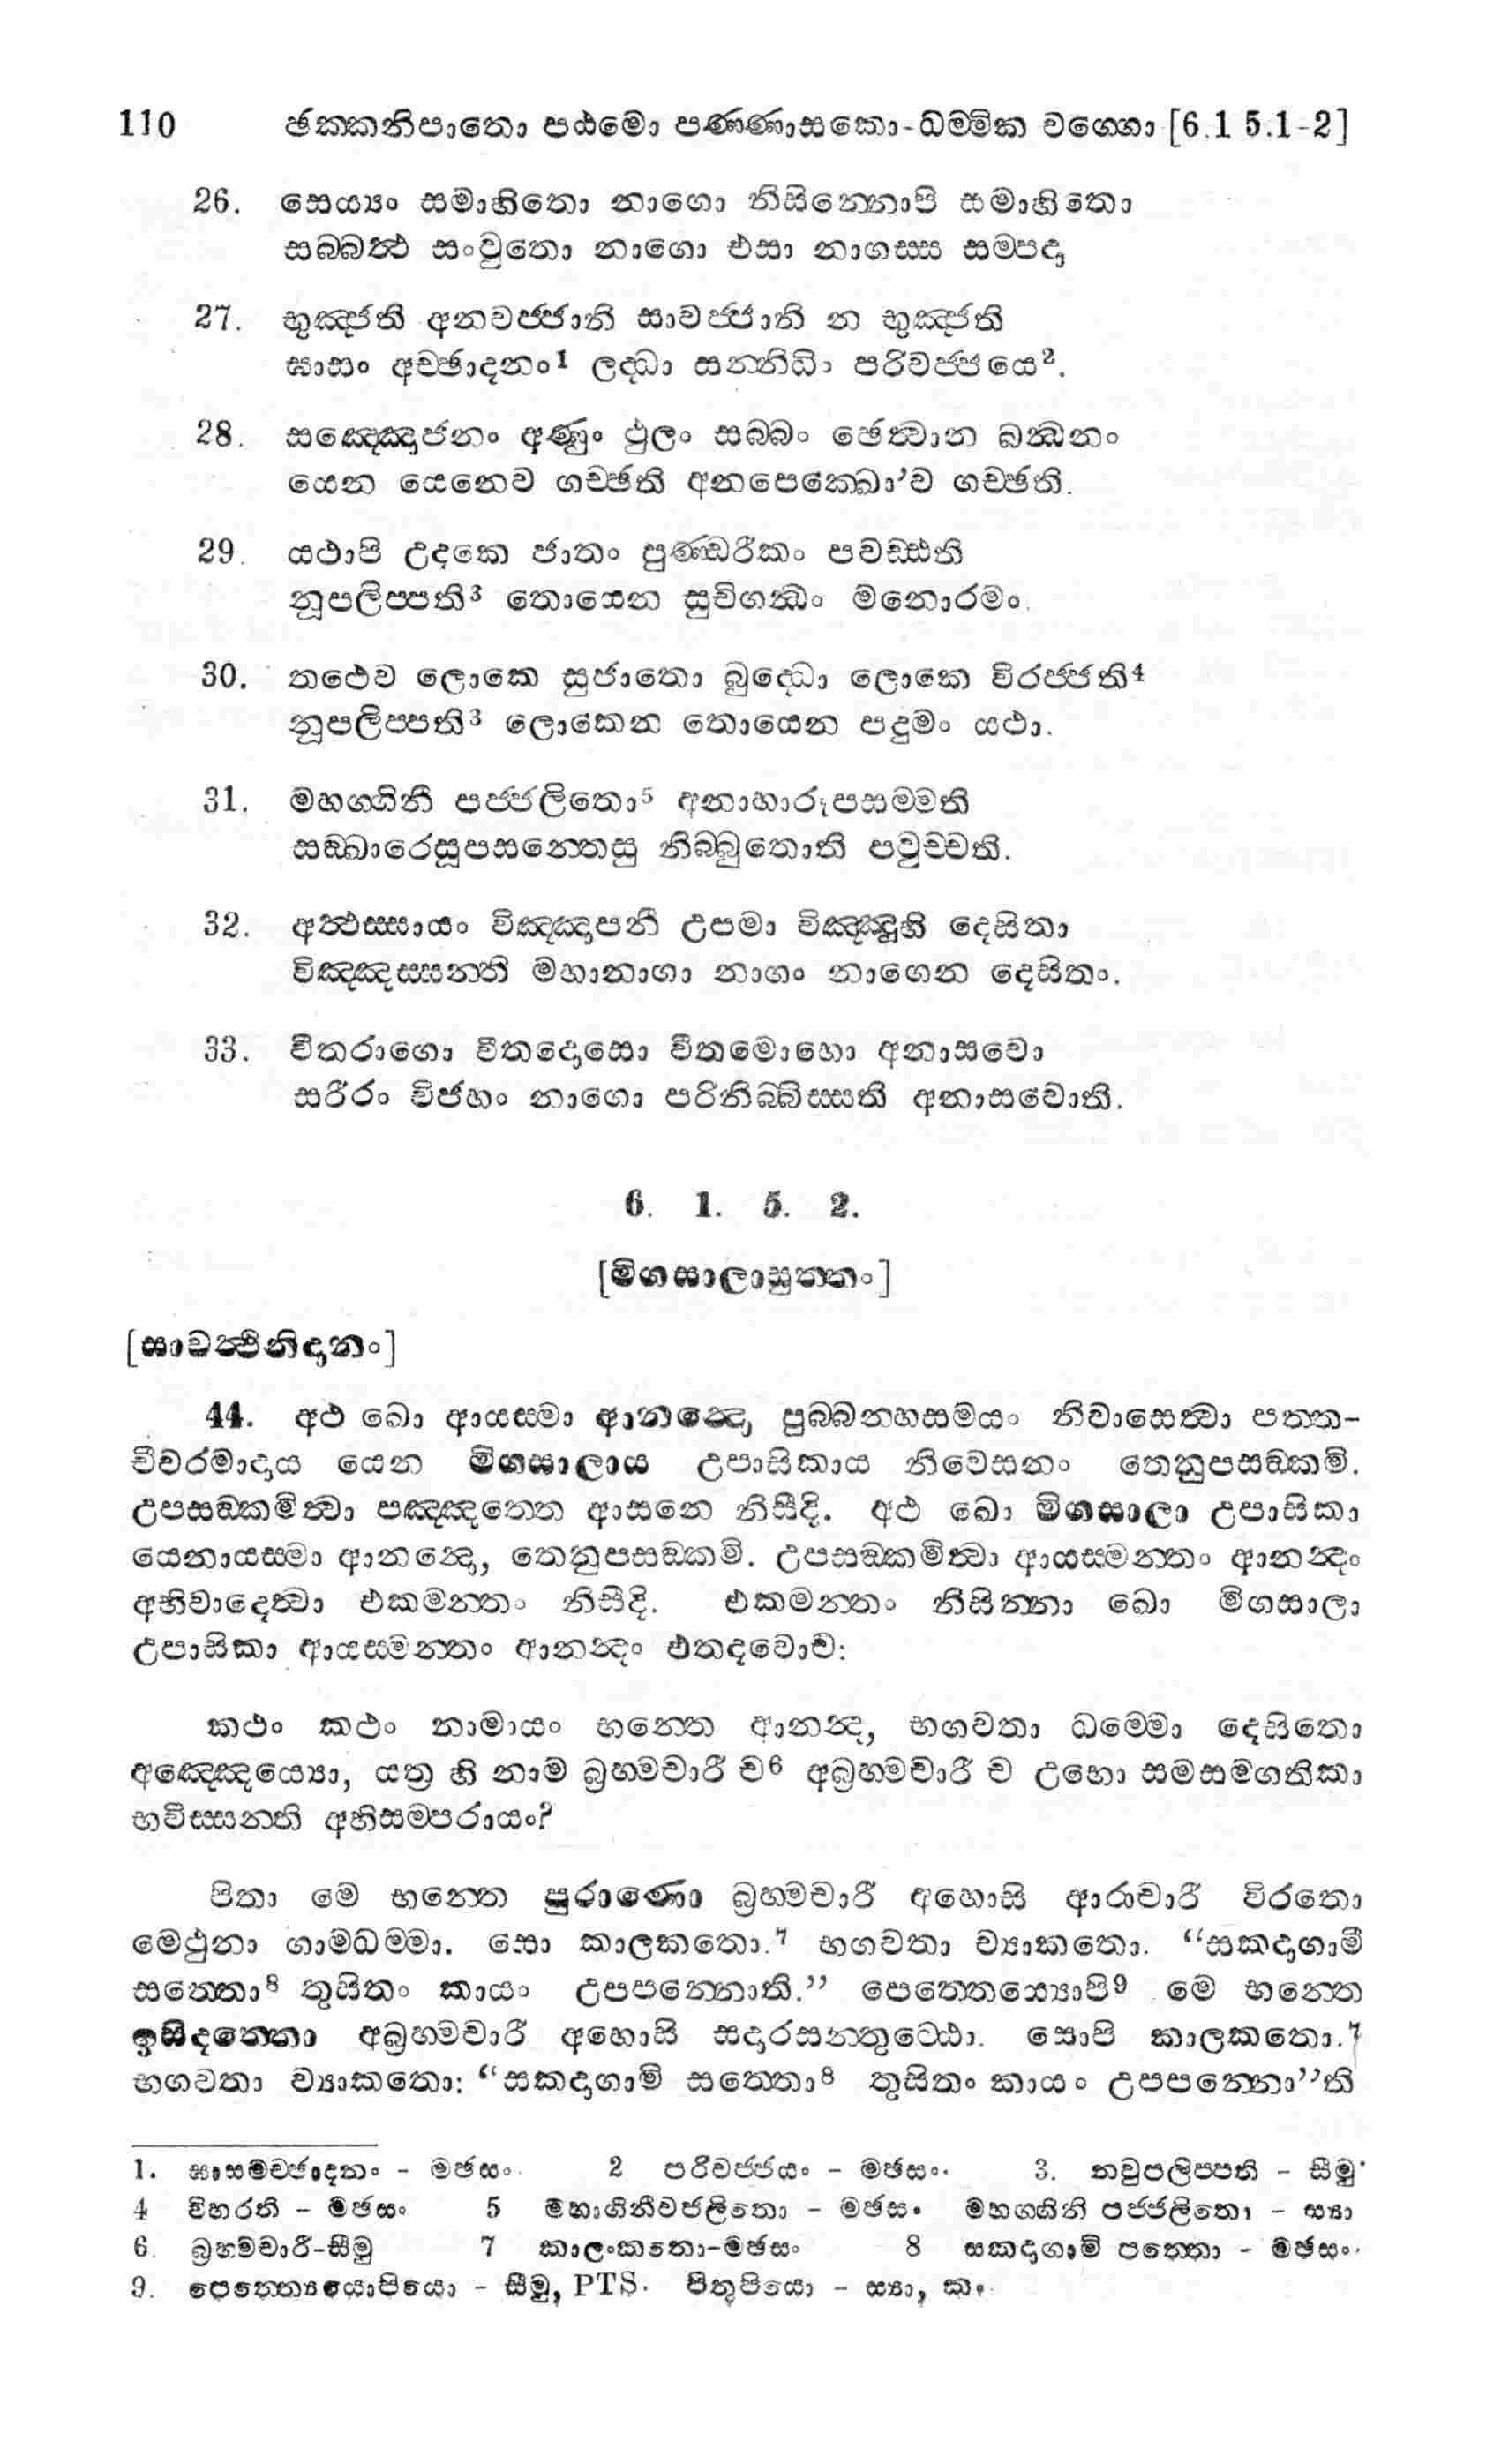 110 ඡක්කනිපාතො පඨමො පණ්ණාසකො-ධම්මික වග්ගො [6.1 5.1-2]
26. සෙය්‍යං සමාහිතො නාගො නිසින්නොපි සමාහිතො
සබ්බත්ථ සංවුතො නාගො එසා නාගස්ස සම්පදා
27. භුඤ්ජති අනවජ්ජානි සාවජ්ජානි න භුඤ්ජති
ඝාසං අච්ඡාදනං1 ලද්ධා සන්නිධිං පරිවජ්ජයෙ2.
28. සඤ්ඤොජනං අණුං ථුලං සබ්බං ඡෙත්වාන බන්ධනං
යෙන යෙනෙව ගච්ඡති අනපෙක්ඛො'ව ගච්ඡති.
29. යථාපි උදකෙ ජාතං පුණ්ඩරීකං පවඩ්ඪති
නූපලිප්පති3 තොයෙන සුචිගන්ධං මනොරමං.
30. තථෙව ලොකෙ සුජාතො බුද්ධො ලොකෙ විරජ්ජති4
නූපලිප්පති3 ලොකෙන තොයෙන පදුමං යථා.
31. මහග්ගිනී පජ්ජලිතො5 අනාහාරූපසම්මති
සඞ්ඛාරෙසූපසන්තෙසු නිබ්බුතොති පවුච්චති.
32. අත්ථස්සායං විඤ්ඤාපනී උපමා විඤ්ඤූහි දෙසිතා
විඤ්ඤස්සන්ති මහානාගා නාගං නාගෙන දෙසිතං.
33. වීතරාගො වීතදොසො වීතමොහො අනාසවො
සරීරං විජහං නාගො පරිනිබ්බිස්සති අනාසවොති.
6. 1. 5. 2.
[මිගසාලාසුත්තං]
[සාවත්ථිනිදානං]
44. අථ ඛො ආයස්මා ආනන්දො, පුබ්බන්හසමයං නිවාසෙත්වා පත්ත-
චීවරමාදාය යෙන මිගසාලාය උපාසිකාය නිවෙසනං තෙනුපසඞ්කමි.
උපසඞ්කමිත්වා පඤ්ඤත්තෙ ආසනෙ නිසීදි. අථ ඛො මිගසාලා උපාසිකා
යෙනායස්මා ආනන්දො, තෙනුපසඞ්කමි. උපසඞ්කමිත්වා ආයස්මන්තං ආනන්දං
අභිවාදෙත්වා එකමන්තං නිසීදි. එකමන්තං නිසින්නා ඛො මිගසාලා
උපාසිකා ආයස්මන්තං ආනන්දං එතදවොච:
කථං කථං නාමායං භන්තෙ ආනන්ද, භගවතා ධම්මො දෙසිතො
අඤ්ඤෙය්‍යො, යත්‍ර හි නාම බ්‍රහ්මචාරී ච6 අබ්‍රහ්මචාරී ච උභො සමසමගතිකා
භවිස්සන්ති අභිසම්පරායං?
පිතා මෙ භන්තෙ පුරාණො බ්‍රහ්මචාරී අහොසි ආරාචාරී විරතො
මෙථුනා ගාමධම්මා. සො කාලකතො.7 භගවතා ව්‍යාකතො. “සකදාගාමී
සත්තො8 තුසිතං කායං උපපන්නොති.” පෙත්තෙය්‍යොපි9 මෙ භන්තෙ
ඉසිදත්තො අබ්‍රහ්මචාරී අහොසි සදාරසන්තුට්ඨො. සොපි කාලකතො.7
භගවතා ව්‍යාකතො: “සකදාගාමි සත්තො8 තුසිතං කායං උපපන්නො”ති
1. ඝාසමච්ඡාදනං - මඡසං. 2 පරිවජ්ජයං - මඡසං. 3. නවුපලිප්පති - සීමු
4 විහරති - මඡසං 5 මහාගිනීවජලිතො - මඡසං මහග්ගිනි පජ්ජලිතො - ස්‍යා
6. බ්‍රහ්මචාරී-සීමු 7 කාලංකතො-මඡසං 8 සකදාගාමි පත්තො - මඡසං.
9. පෙත්ත්‍යයොපියො - සීමු, PTS. පිතුපියො - ස්‍යා, කං